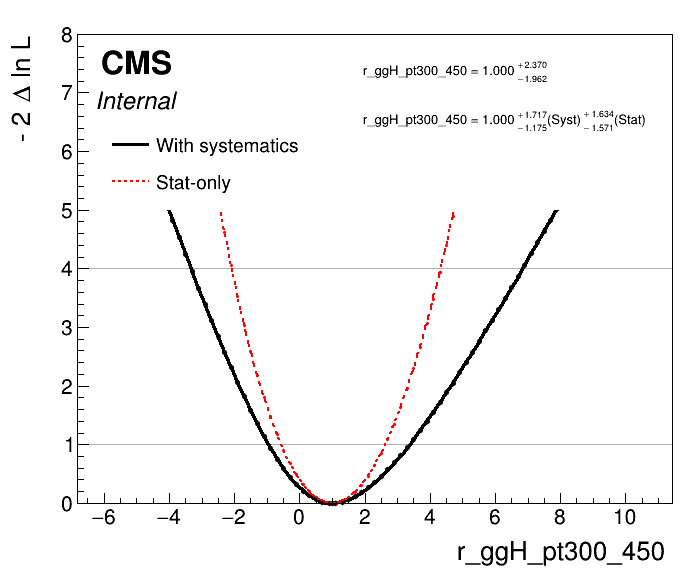 - 2 Δ ln L
8
7
6
5
4
3
2
1
0
CMS
Internal
With systematics
Stat-only
r_ggH_pt300_450 = 1.000 +2.370 −1.962
r_ggH_pt300_450 = 1.000 +1.717 −1.175 (Syst) +1.634 −1.571 (Stat)
−6 −4 −2 0 2 4 6 8 10
r_ggH_pt300_450